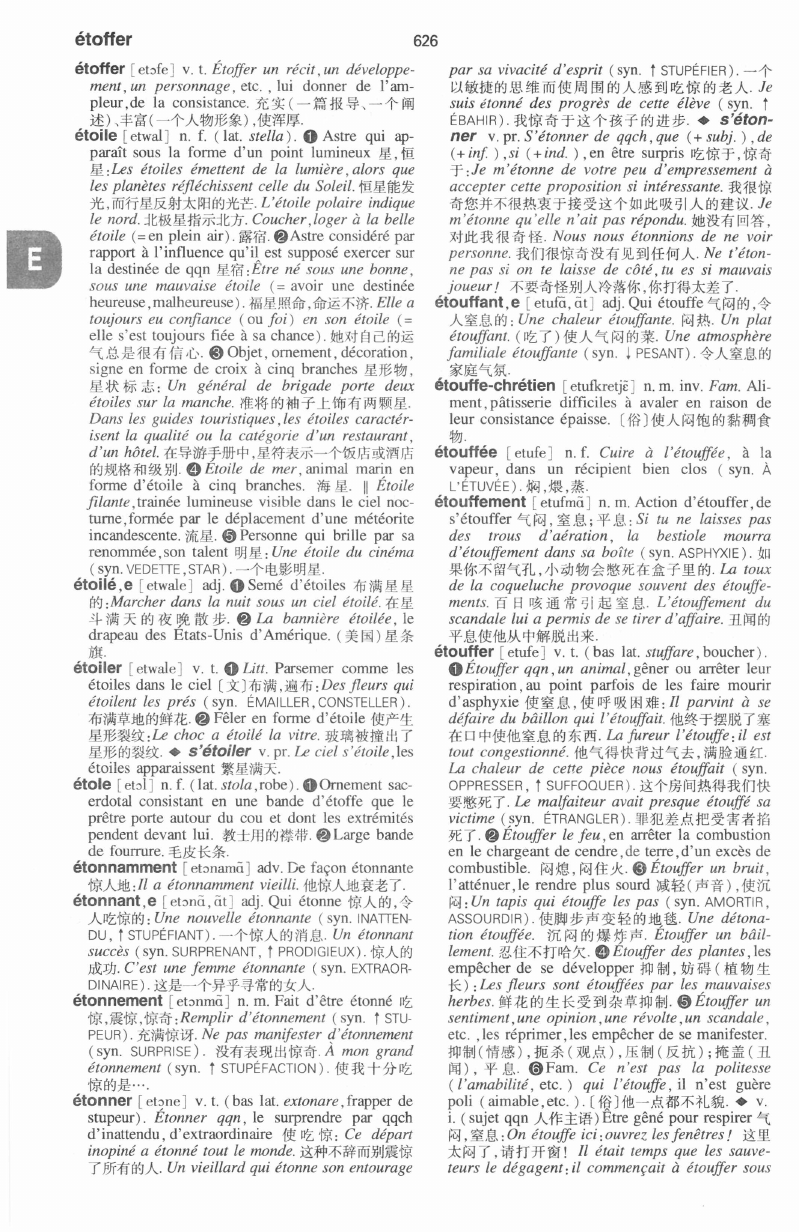 étoffer
626
étoffer [etɔfe] v. t. Étoffer un récit, un développe-
ment, un personnage, etc. , lui donner de l'am-
pleur, de la consistance. 充实(一篇报导、一个阐
述)、丰富(一个人物形象),使浑厚.
étoile [etwal] n. f. (lat. stella). ❶ Astre qui ap-
paraît sous la forme d'un point lumineux 星,恒
星:Les étoiles émettent de la lumière, alors que
les planètes réfléchissent celle du Soleil. 恒星能发
光,而行星反射太阳的光芒. L'étoile polaire indique
le nord. 北极星指示北方. Coucher, loger à la belle
étoile (= en plein air). 露宿. ❷ Astre considéré par
rapport à l'influence qu'il est supposé exercer sur
la destinée de qqn 星宿:Être né sous une bonne,
sous une mauvaise étoile (= avoir une destinée
heureuse, malheureuse). 福星照命,命运不济. Elle a
toujours eu confiance (ou foi) en son étoile (=
elle s'est toujours fiée à sa chance). 她对自己的运
气总是很有信心. ❸ Objet, ornement, décoration,
signe en forme de croix à cinq branches 星形物,
星状标志: Un général de brigade porte deux
étoiles sur la manche. 准将的袖子上饰有两颗星.
Dans les guides touristiques, les étoiles caractér-
isent la qualité ou la catégorie d'un restaurant,
d'un hôtel. 在导游手册中,星符表示一个饭店或酒店
的规格和级别. ❹ Étoile de mer, animal marin en
forme d'étoile à cinq branches. 海星. ‖ Étoile
filante, trainée lumineuse visible dans le ciel noc-
turne, formée par le déplacement d'une météorite
incandescente. 流星. ❺ Personne qui brille par sa
renommée, son talent 明星:Une étoile du cinéma
(syn. VEDETTE, STAR). 一个电影明星.
étoilé, e [etwale] adj. ❶ Semé d'étoiles 布满星星
的:Marcher dans la nuit sous un ciel étoilé. 在星
斗满天的夜晚散步. ❷ La bannière étoilée, le
drapeau des États-Unis d'Amérique. (美国)星条
旗.
étoiler [etwale] v. t. ❶ Litt. Parsemer comme les
étoiles dans le ciel 〔文〕布满,遍布:Des fleurs qui
étoilent les prés (syn. ÉMAILLER, CONSTELLER).
布满草地的鲜花. ❷ Fêler en forme d'étoile 使产生
星形裂纹:Le choc a étoilé la vitre. 玻璃被撞出了
星形的裂纹. ◆ s'étoiler v. pr. Le ciel s'étoile, les
étoiles apparaissent 繁星满天.
étole [etɔl] n. f. (lat. stola, robe). ❶ Ornement sac-
erdotal consistant en une bande d'étoffe que le
prêtre porte autour du cou et dont les extrémités
pendent devant lui. 教士用的襟带. ❷ Large bande
de fourrure. 毛皮长条.
étonnamment [etɔnamɑ̃] adv. De façon étonnante
惊人地:Il a étonnamment vieilli. 他惊人地衰老了.
étonnant, e [etɔnɑ̃, ɑ̃t] adj. Qui étonne 惊人的,令
人吃惊的: Une nouvelle étonnante (syn. INATTEN-
DU, ↑ STUPÉFIANT). 一个惊人的消息. Un étonnant
succès (syn. SURPRENANT, ↑ PRODIGIEUX). 惊人的
成功. C'est une femme étonnante (syn. EXTRAOR-
DINAIRE). 这是一个异乎寻常的女人.
étonnement [etɔnmɑ̃] n. m. Fait d'être étonné 吃
惊,震惊,惊奇:Remplir d'étonnement (syn. ↑ STU-
PEUR). 充满惊讶. Ne pas manifester d'étonnement
(syn. SURPRISE). 没有表现出惊奇. À mon grand
étonnement (syn. ↑ STUPÉFACTION). 使我十分吃
惊的是….
étonner [etɔne] v. t. (bas lat. extonare, frapper de
stupeur). Étonner qqn, le surprendre par qqch
d'inattendu, d'extraordinaire 使吃惊: Ce départ
inopiné a étonné tout le monde. 这种不辞而别震惊
了所有的人. Un vieillard qui étonne son entourage
E
par sa vivacité d'esprit (syn. ↑ STUPÉFIER). 一个
以敏捷的思维而使周围的人感到吃惊的老人. Je
suis étonné des progrès de cette élève (syn. ↑
ÉBAHIR). 我惊奇于这个孩子的进步. ◆ s'éton-
ner v. pr. S'étonner de qqch, que (+ subj.), de
(+ inf.), si (+ ind.), en être surpris 吃惊于,惊奇
于:Je m'étonne de votre peu d'empressement à
accepter cette proposition si intéressante. 我很惊
奇您并不很热衷于接受这个如此吸引人的建议. Je
m'étonne qu'elle n'ait pas répondu. 她没有回答,
对此我很奇怪. Nous nous étonnions de ne voir
personne. 我们很惊奇没有见到任何人. Ne t'éton-
ne pas si on te laisse de côté, tu es si mauvais
joueur! 不要奇怪别人冷落你,你打得太差了.
étouffant, e [etufɑ̃, ɑ̃t] adj. Qui étouffe 气闷的,令
人窒息的: Une chaleur étouffante. 闷热. Un plat
étouffant. (吃了)使人气闷的菜. Une atmosphère
familiale étouffante (syn. ↓ PESANT). 令人窒息的
家庭气氛.
étouffe-chrétien [etufkretjɛ̃] n. m. inv. Fam. Ali-
ment, pâtisserie difficiles à avaler en raison de
leur consistance épaisse. 〔俗〕使人闷饱的黏稠食
物.
étouffée [etufe] n. f. Cuire à l'étouffée, à la
vapeur, dans un récipient bien clos (syn. À
L'ÉTUVÉE). 焖,煨,蒸.
étouffement [etufmɑ̃] n. m. Action d'étouffer, de
s'étouffer 气闷,窒息;平息:Si tu ne laisses pas
des trous d'aération, la bestiole mourra
d'étouffement dans sa boîte (syn. ASPHYXIE). 如
果你不留气孔,小动物会憋死在盒子里的. La toux
de la coqueluche provoque souvent des étouffe-
ments. 百日咳通常引起窒息. L'étouffement du
scandale lui a permis de se tirer d'affaire. 丑闻的
平息使他从中解脱出来.
étouffer [etufe] v. t. (bas lat. stuffare, boucher).
❶ Étouffer qqn, un animal, gêner ou arrêter leur
respiration, au point parfois de les faire mourir
d'asphyxie 使窒息,使呼吸困难:Il parvint à se
défaire du bâillon qui l'étouffait. 他终于摆脱了塞
在口中使他窒息的东西. La fureur l'étouffe: il est
tout congestionné. 他气得快背过气去,满脸通红.
La chaleur de cette pièce nous étouffait (syn.
OPPRESSER, ↑ SUFFOQUER). 这个房间热得我们快
要憋死了. Le malfaiteur avait presque étouffé sa
victime (syn. ÉTRANGLER). 罪犯差点把受害者掐
死了. ❷ Étouffer le feu, en arrêter la combustion
en le chargeant de cendre, de terre, d'un excès de
combustible. 闷熄,闷住火. ❸ Étouffer un bruit,
l'atténuer, le rendre plus sourd 减轻(声音),使沉
闷:Un tapis qui étouffe les pas (syn. AMORTIR,
ASSOURDIR). 使脚步声变轻的地毯. Une détona-
tion étouffée. 沉闷的爆炸声. Étouffer un bâil-
lement. 忍住不打哈欠. ❹ Étouffer des plantes, les
empêcher de se développer 抑制,妨碍(植物生
长):Les fleurs sont étouffées par les mauvaises
herbes. 鲜花的生长受到杂草抑制. ❺ Étouffer un
sentiment, une opinion, une révolte, un scandale,
etc. , les réprimer, les empêcher de se manifester.
抑制(情感),扼杀(观点),压制(反抗);掩盖(丑
闻), 平息. ❻ Fam. Ce n'est pas la politesse
(l'amabilité, etc.) qui l'étouffe, il n'est guère
poli (aimable, etc.). 〔俗〕他一点都不礼貌. ◆ v.
i. (sujet qqn 人作主语) Être gêné pour respirer 气
闷,窒息:On étouffe ici: ouvrez les fenêtres! 这里
太闷了,请打开窗! Il était temps que les sauve-
teurs le dégagent: il commençait à étouffer sous